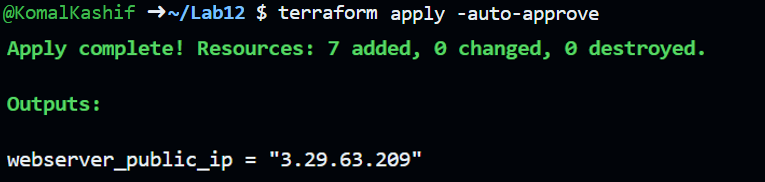 @KomalKashif ➜~/Lab12 $ terraform apply -auto-approve
Apply complete! Resources: 7 added, 0 changed, 0 destroyed.
Outputs:
webserver_public_ip = "3.29.63.209"